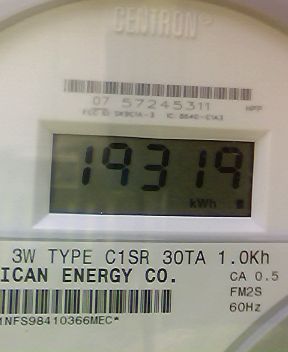 CENTRON
07 57245311
19319
kWh
3W TYPE C1SR 30TA 1.0Kh
ICAN ENERGY CO.
CA 0.5
FM2S
60Hz
1NFS98410366MEC*